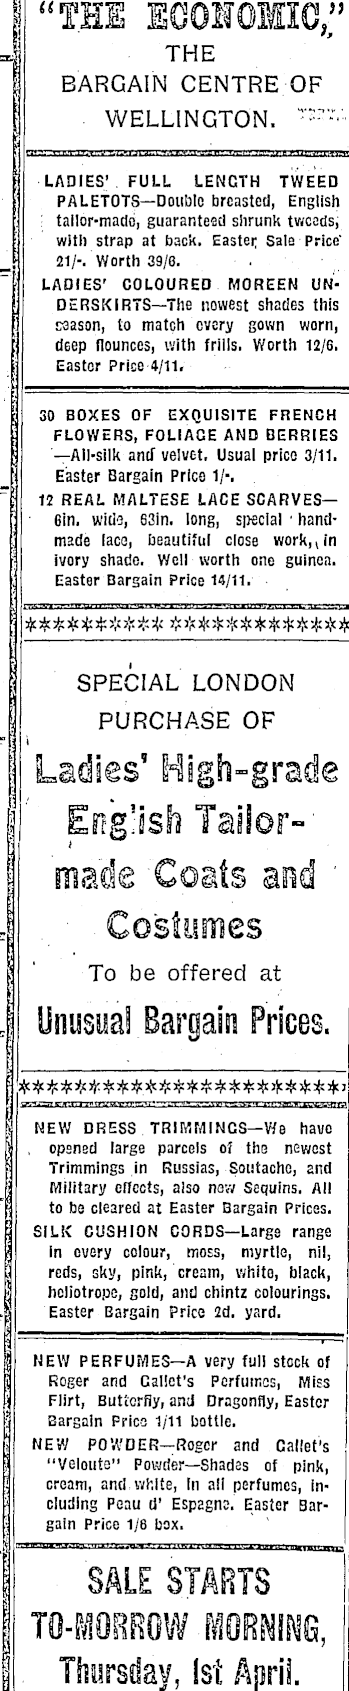 "THE ECONOMIC,"
THE
BARGAIN CENTRE OF
WELLINGTON.
LADIES' FULL LENGTH TWEED
PALETOTS—Double breasted, English
tailor-made, guaranteed shrunk tweeds,
with strap at back. Easter Sale Price
21/-. Worth 39/6.
LADIES' COLOURED MOREEN UN-
DERSKIRTS—The newest shades this
season, to match every gown worn,
deep flounces, with frills. Worth 12/6.
Easter Price 4/11.
30 BOXES OF EXQUISITE FRENCH
FLOWERS, FOLIAGE AND BERRIES
—All-silk and velvet. Usual price 3/11.
Easter Bargain Price 1/-.
12 REAL MALTESE LACE SCARVES—
6in. wide, 63in. long, special hand-
made lace, beautiful close work, in
ivory shade. Well worth one guinea.
Easter Bargain Price 14/11.
SPECIAL LONDON
PURCHASE OF
Ladies' High-grade
English Tailor-
made Coats and
Costumes
To be offered at
Unusual Bargain Prices.
NEW DRESS TRIMMINGS—We have
opened large parcels of the newest
Trimmings in Russias, Soutache, and
Military effects, also new Sequins. All
to be cleared at Easter Bargain Prices.
SILK CUSHION CORDS—Large range
in every colour, moss, myrtle, nil,
reds, sky, pink, cream, white, black,
heliotrope, gold, and chintz colourings.
Easter Bargain Price 2d. yard.
NEW PERFUMES—A very full stock of
Roger and Gallet's Perfumes, Miss
Flirt, Butterfly, and Dragonfly, Easter
Bargain Price 1/11 bottle.
NEW POWDER—Roger and Gallet's
"Veloute" Powder—Shades of pink,
cream, and white, in all perfumes, in-
cluding Peau d' Espagne. Easter Bar-
gain Price 1/6 box.
SALE STARTS
TO-MORROW MORNING,
Thursday, 1st April.